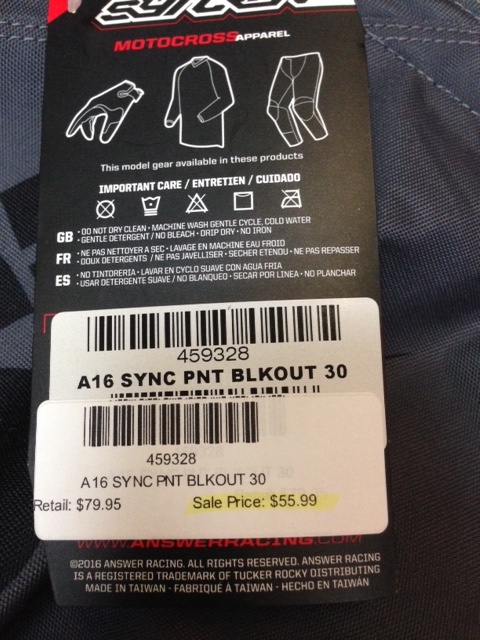 MOTOCROSS APPAREL
This model gear available in these products
IMPORTANT CARE / ENTRETIEN / CUIDADO
GB • DO NOT DRY CLEAN • MACHINE WASH GENTLE CYCLE, COLD WATER
• GENTLE DETERGENT / NO BLEACH • DRIP DRY • NO IRON
FR • NE PAS NETTOYER A SEC • LAVAGE EN MACHINE EAU FROID
• DOUX DETERGENTS / NE PAS JAVELLISER • SECHER ETENDU • NE PAS REPASSER
ES • NO TINTORERIA • LAVAR EN CYCLO SUAVE CON AGUA FRIA
• USAR DETERGENTE SUAVE / NO BLANQUEO • SECAR POR LINEA • NO PLANCHAR
459328
A16 SYNC PNT BLKOUT 30
459328
A16 SYNC PNT BLKOUT 30
Retail: $79.95 Sale Price: $55.99
WWW.ANSWERRACING.COM
©2016 ANSWER RACING. ALL RIGHTS RESERVED. ANSWER RACING
IS A REGISTERED TRADEMARK OF TUCKER ROCKY DISTRIBUTING
MADE IN TAIWAN - FABRIQUÉ À TAIWAN - HECHO EN TAIWÁN